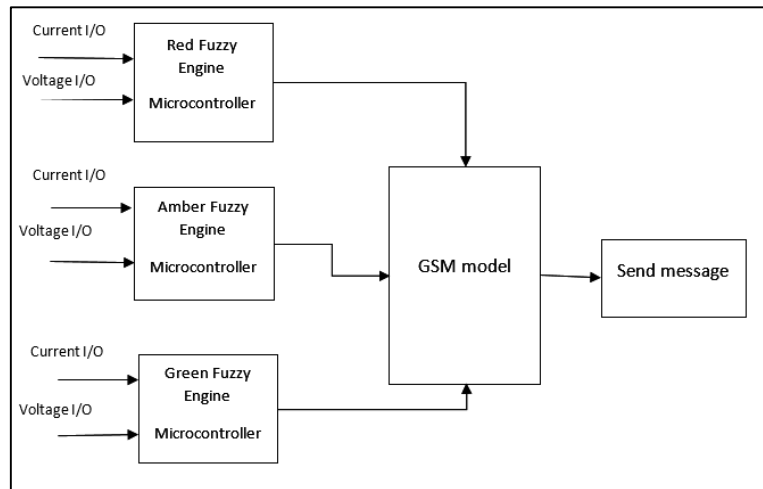 Current I/O
Voltage I/O
Red Fuzzy
Engine
Microcontroller
Current I/O
Voltage I/O
Amber Fuzzy
Engine
Microcontroller
GSM model
Send message
Current I/O
Voltage I/O
Green Fuzzy
Engine
Microcontroller